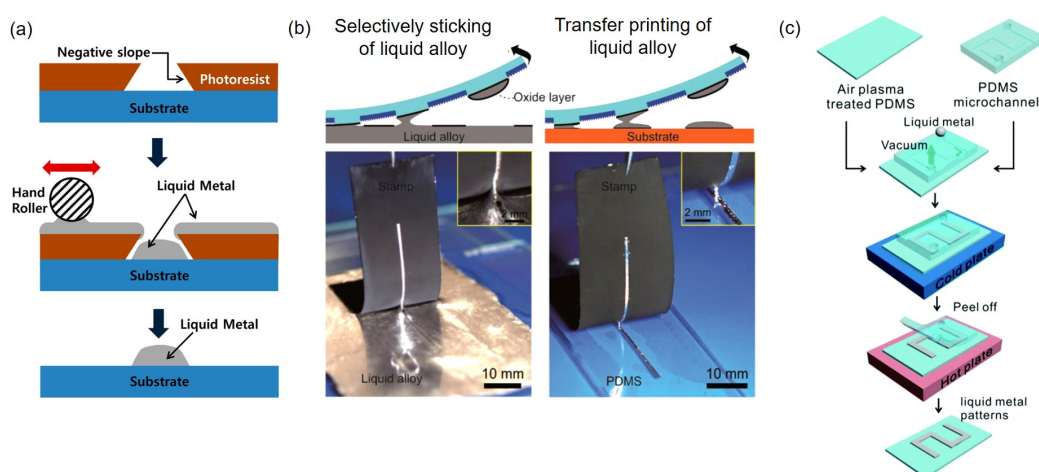 (a)
Negative slope
Photoresist
Substrate
Hand
Roller
Liquid Metal
Substrate
Liquid Metal
Substrate
(b)
Selectively sticking
of liquid alloy
Oxide layer
Liquid alloy
Stamp
2 mm
Liquid alloy
10 mm
Transfer printing of
liquid alloy
Substrate
Stamp
2 mm
PDMS
10 mm
(c)
Air plasma
treated PDMS
PDMS
microchannel
Liquid metal
Vacuum
Cold plate
Peel off
Hot plate
liquid metal
patterns